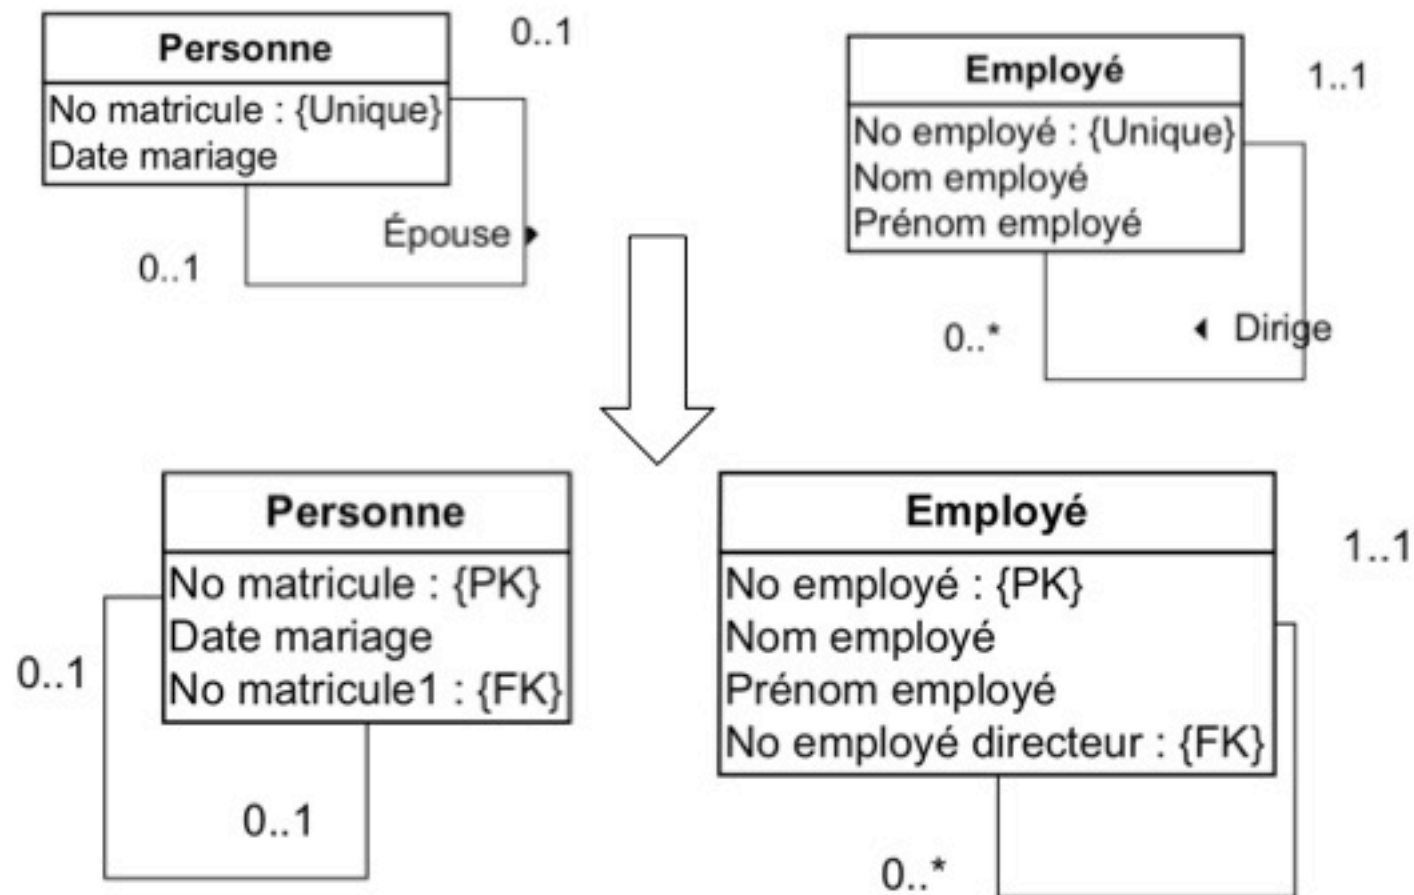 Personne
0..1
No matricule : {Unique}
Date mariage
Épouse
0..1
Employé
1..1
No employé : {Unique}
Nom employé
Prénom employé
0..*
Dirige
Personne
No matricule : {PK}
Date mariage
No matricule1 : {FK}
0..1
0..1
Employé
1..1
No employé : {PK}
Nom employé
Prénom employé
No employé directeur : {FK}
0..*